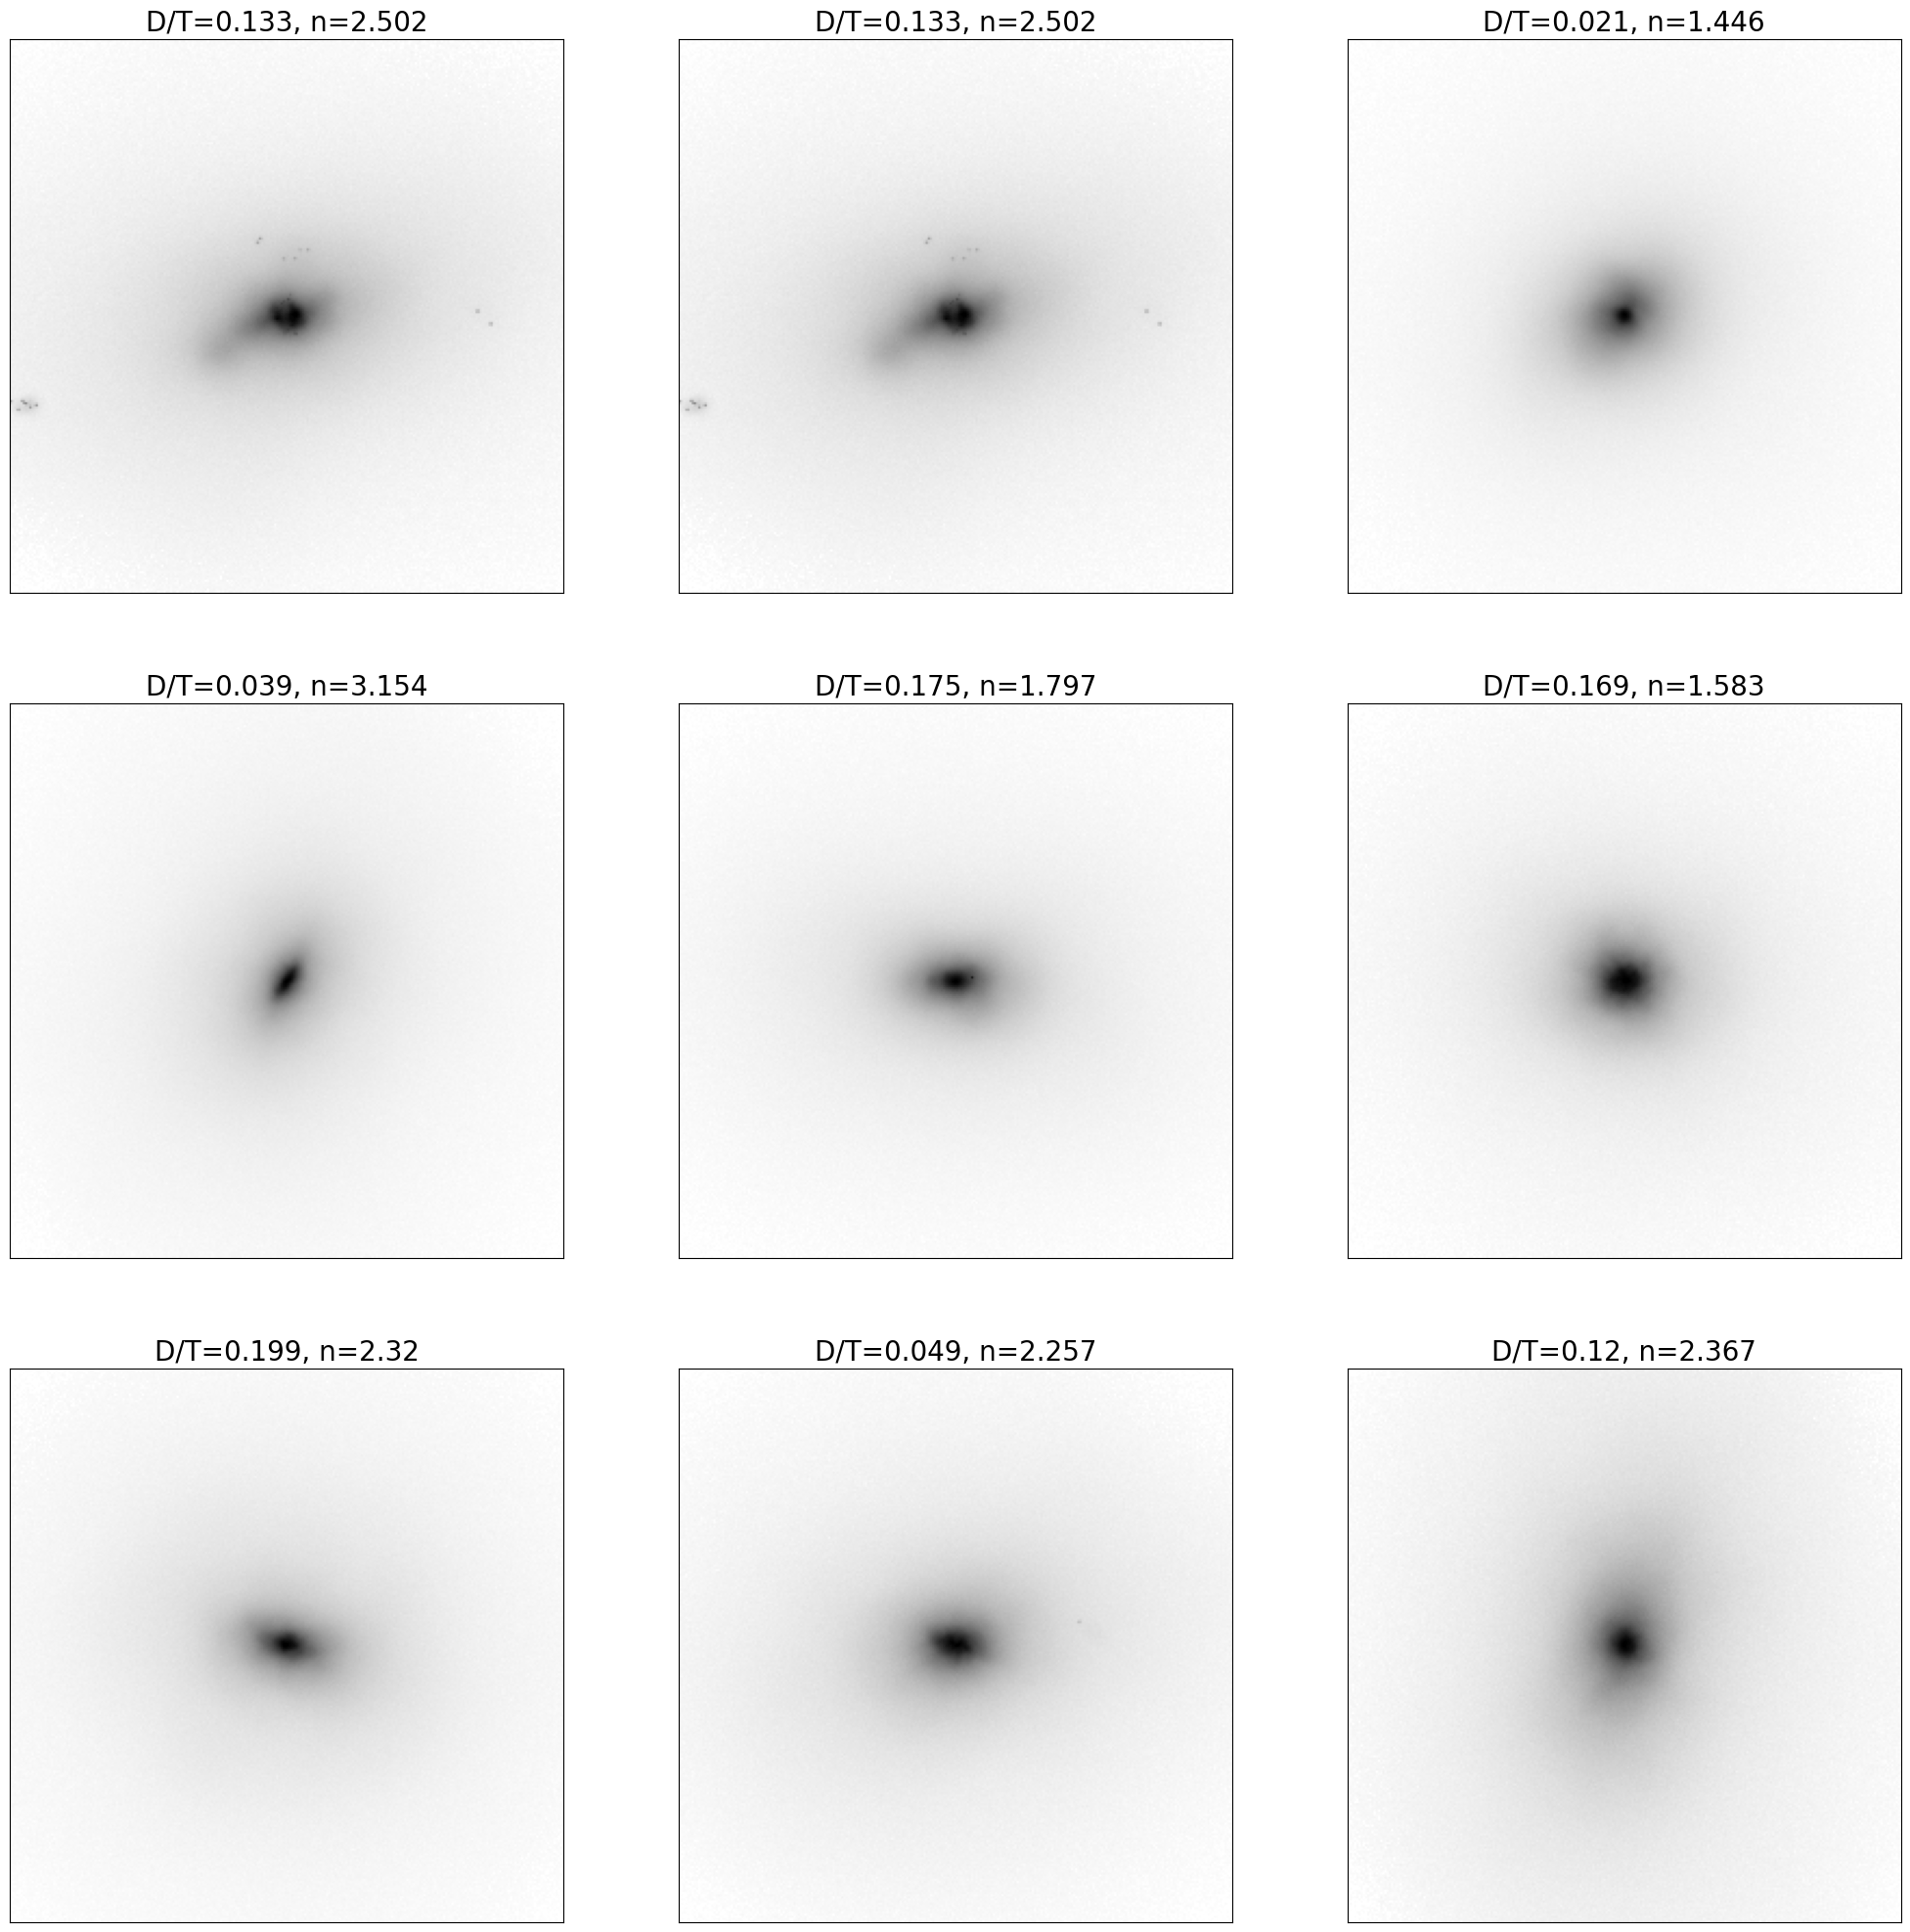 D/T=0.133, n=2.502
D/T=0.133, n=2.502
D/T=0.021, n=1.446
D/T=0.039, n=3.154
D/T=0.175, n=1.797
D/T=0.169, n=1.583
D/T=0.199, n=2.32
D/T=0.049, n=2.257
D/T=0.12, n=2.367